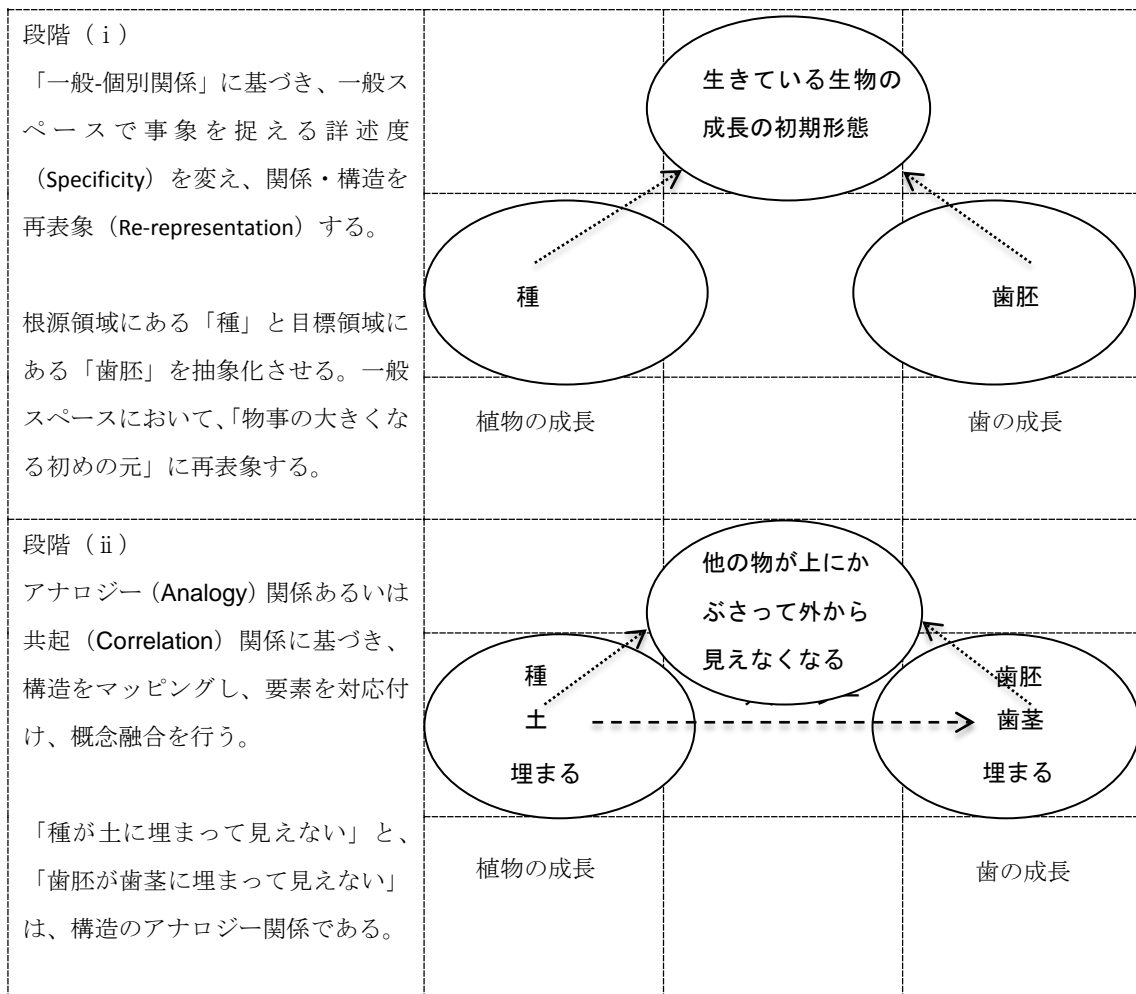 段階（ⅰ）
「一般-個別関係」に基づき、一般ス
ペースで事象を捉える詳述度
（Specificity）を変え、関係・構造を
再表象（Re-representation）する。
根源領域にある「種」と目標領域に
ある「歯胚」を抽象化させる。一般
スペースにおいて、「物事の大きくな
る初めの元」に再表象する。
生きている生物の
成長の初期形態
種
歯胚
植物の成長
歯の成長
段階（ⅱ）
アナロジー（Analogy）関係あるいは
共起（Correlation）関係に基づき、
構造をマッピングし、要素を対応付
け、概念融合を行う。
「種が土に埋まって見えない」と、
「歯胚が歯茎に埋まって見えない」
は、構造のアナロジー関係である。
他の物が上にか
ぶさって外から
見えなくなる
種
土
埋まる
歯胚
歯茎
埋まる
植物の成長
歯の成長